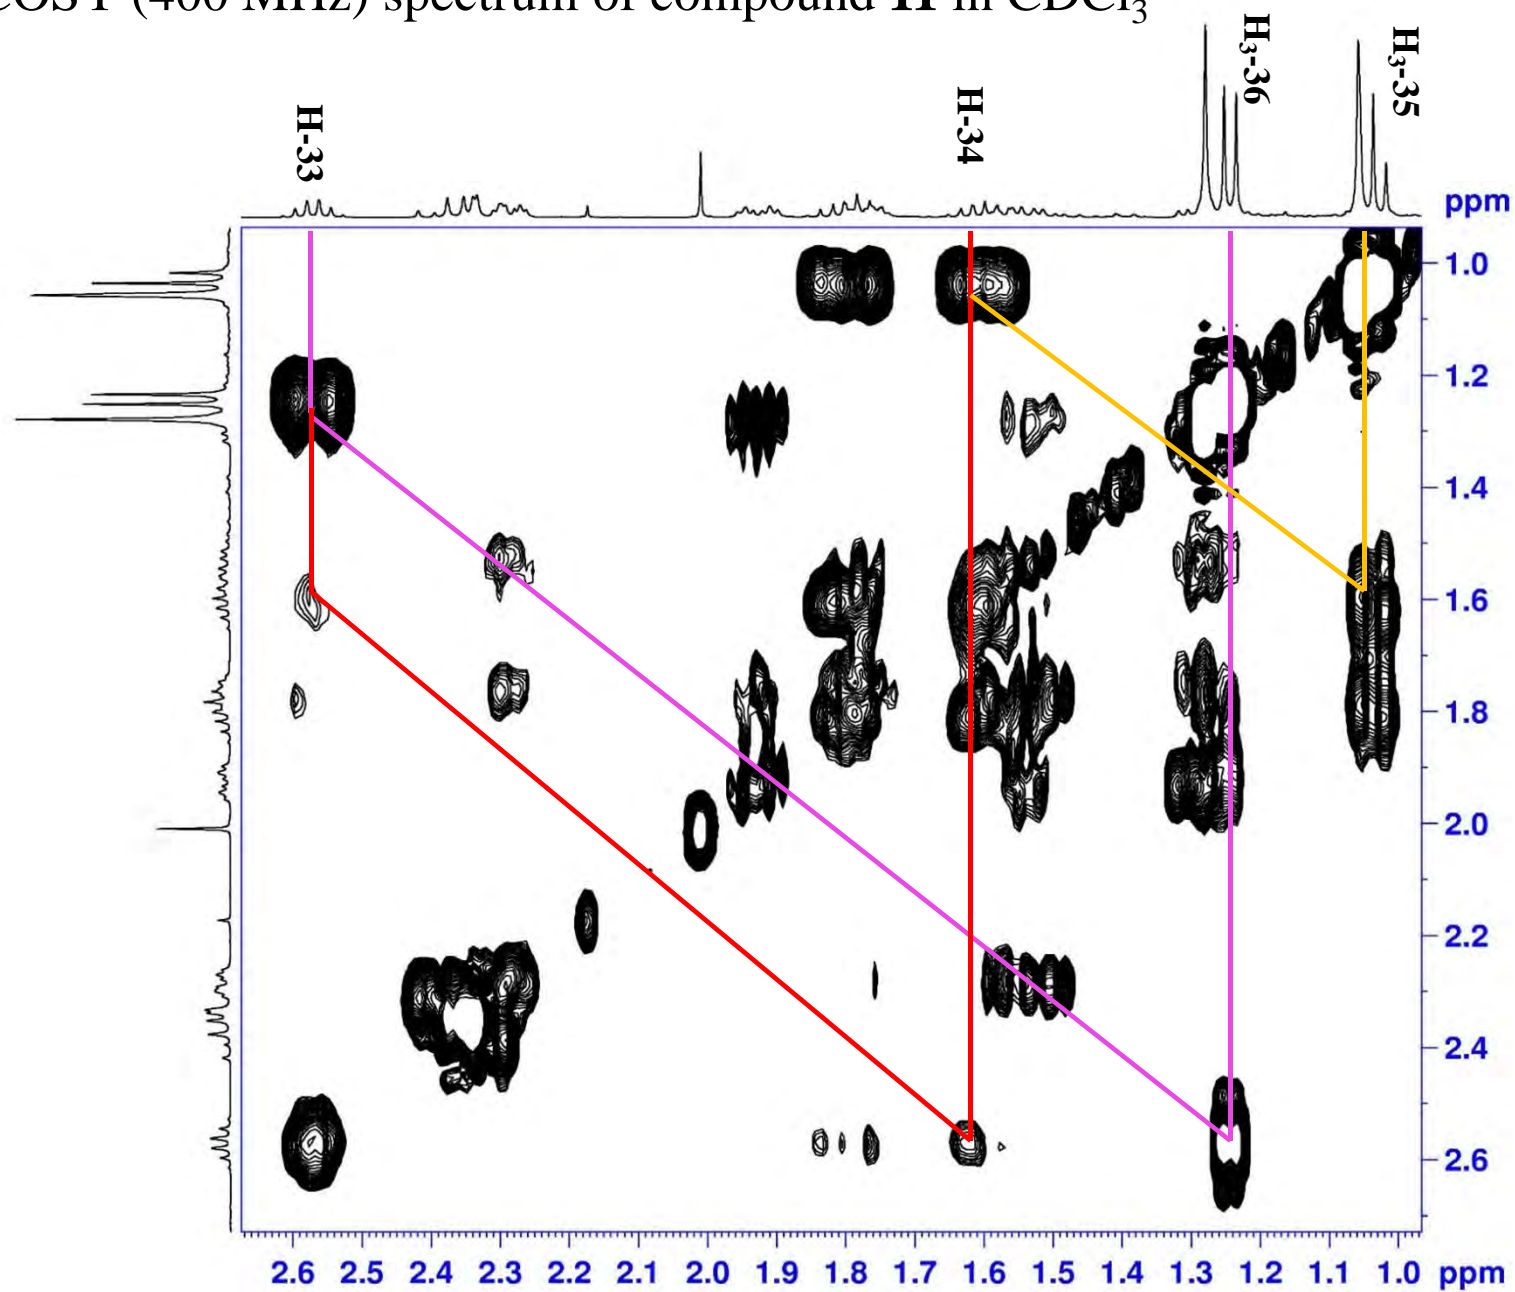 COSY (400 MHz) spectrum of compound H in CDCl3
H-33
H-34
H3-36
H3-35
ppm
1.0
1.2
1.4
1.6
1.8
2.0
2.2
2.4
2.6
2.6 2.5 2.4 2.3 2.2 2.1 2.0 1.9 1.8 1.7 1.6 1.5 1.4 1.3 1.2 1.1 1.0 ppm